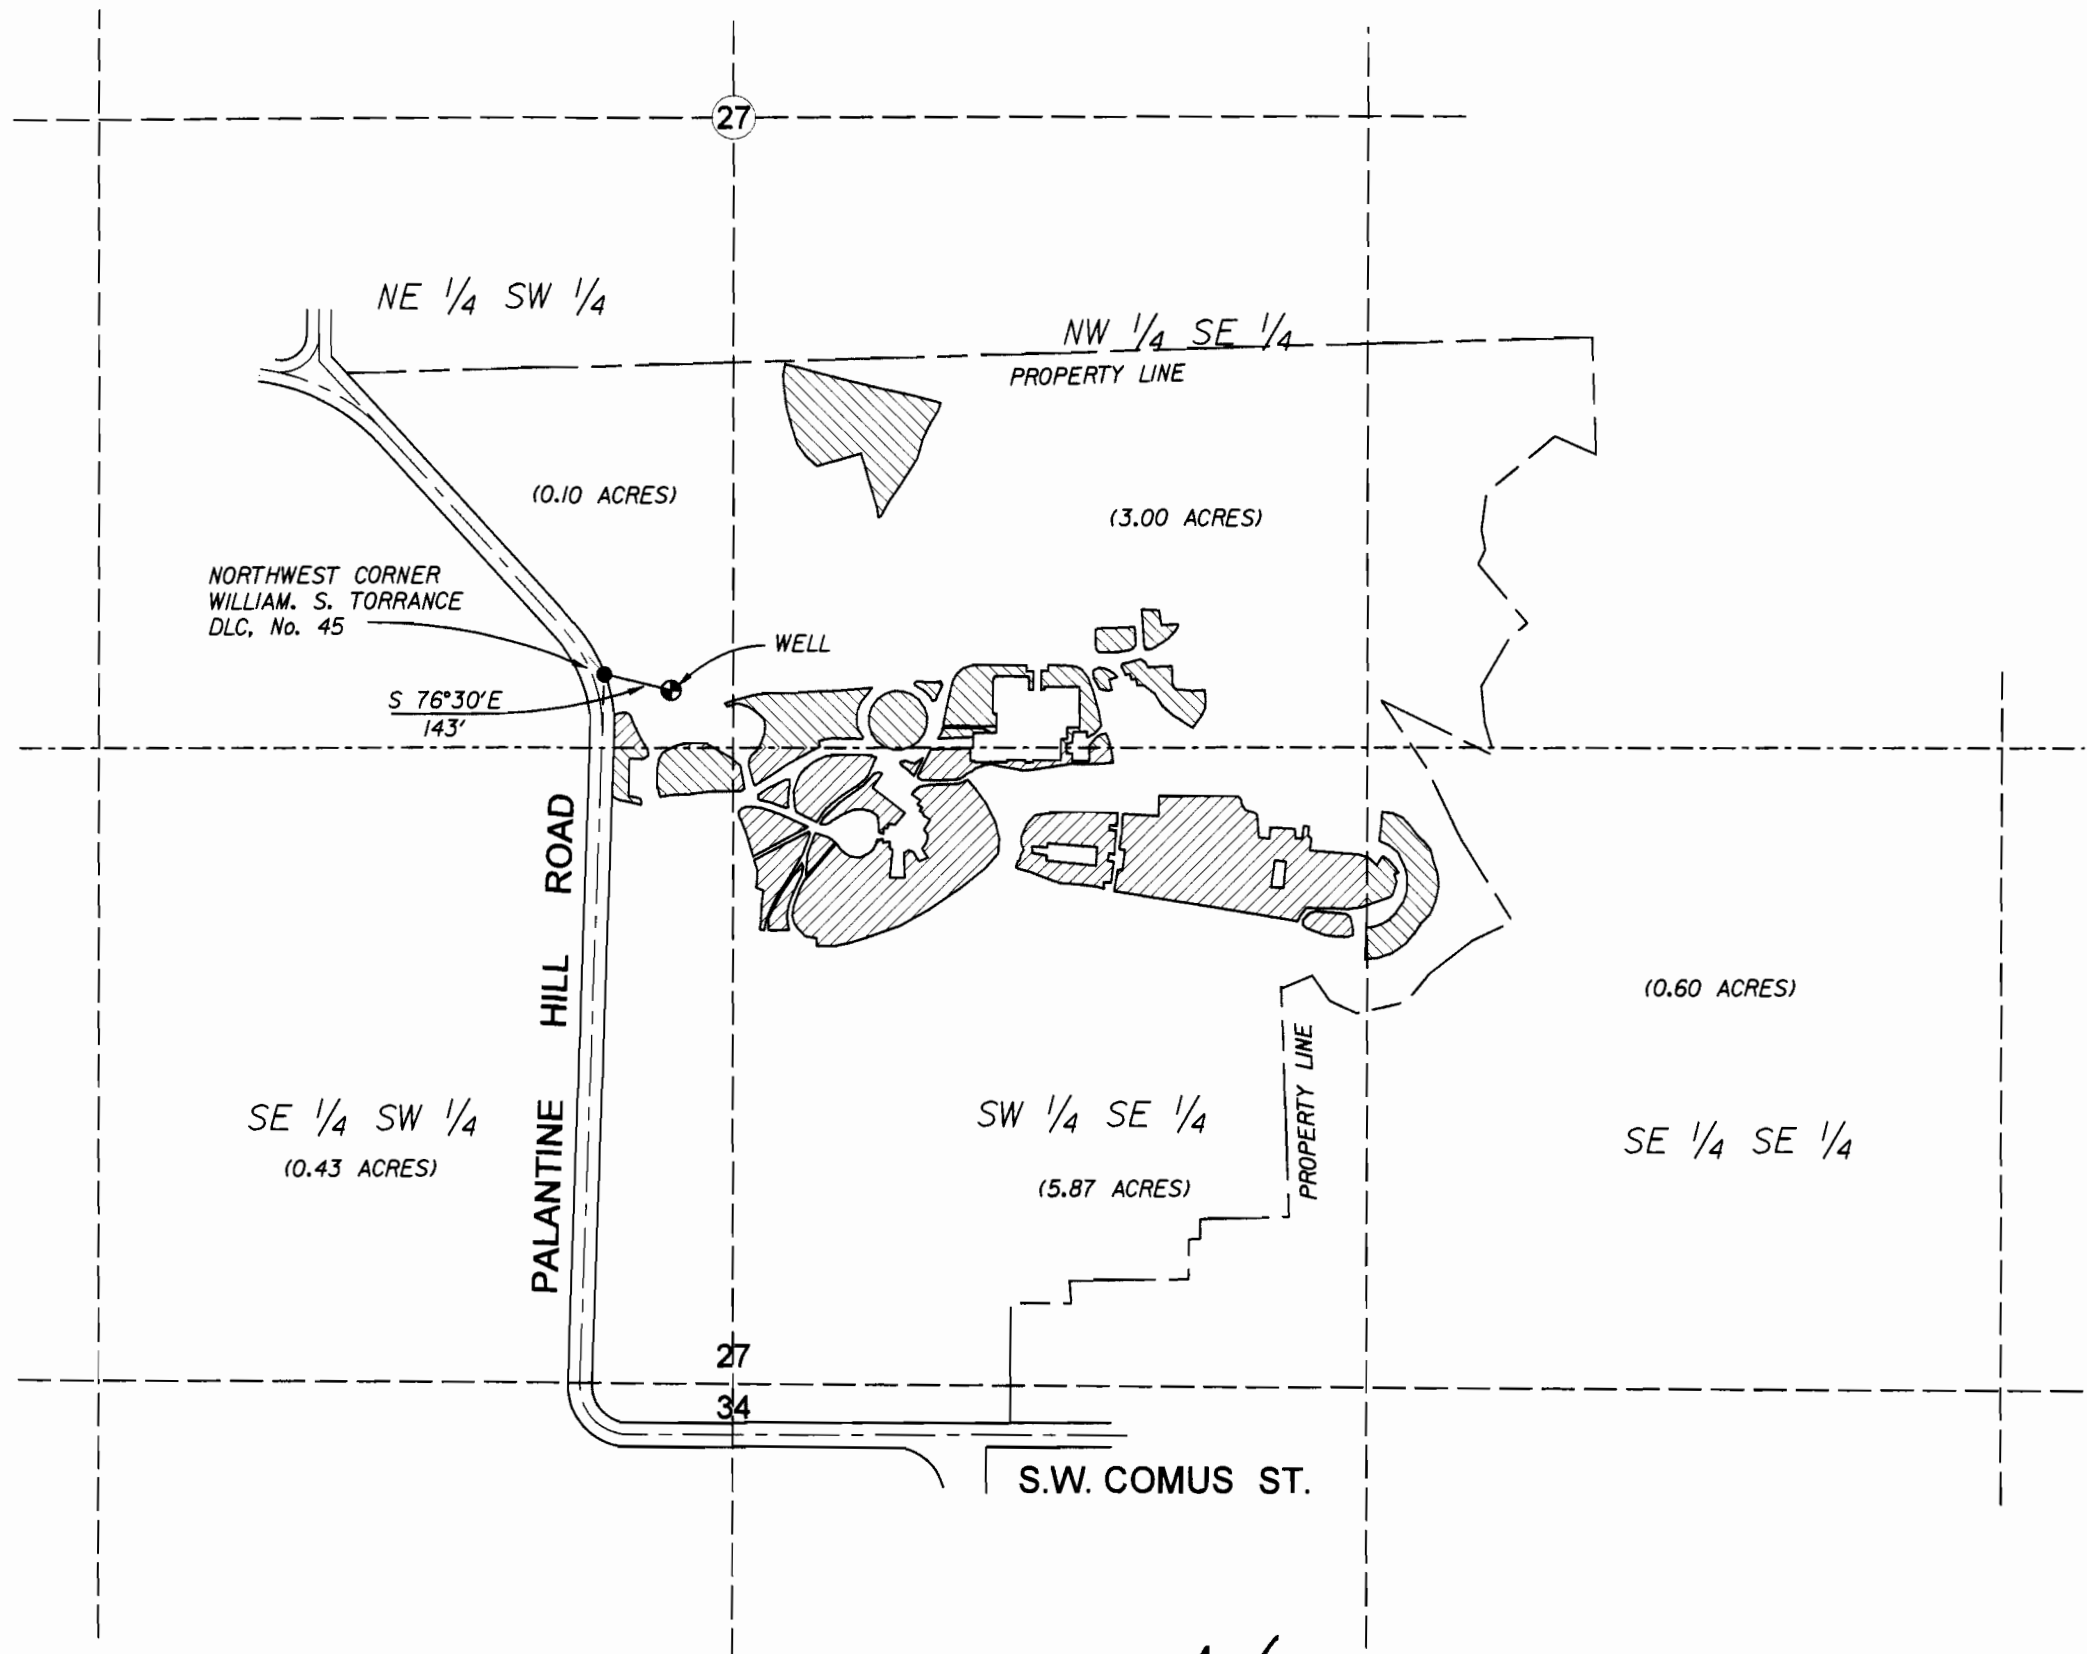 27
NE 1/4 SW 1/4
NW 1/4 SE 1/4
PROPERTY LINE
(0.10 ACRES)
(3.00 ACRES)
NORTHWEST CORNER
WILLIAM. S. TORRANCE
DLC, No. 45
WELL
S 76°30'E
143'
PALANTINE HILL ROAD
(0.60 ACRES)
PROPERTY LINE
SE 1/4 SW 1/4
(0.43 ACRES)
SW 1/4 SE 1/4
(5.87 ACRES)
SE 1/4 SE 1/4
27
34
S.W. COMUS ST.